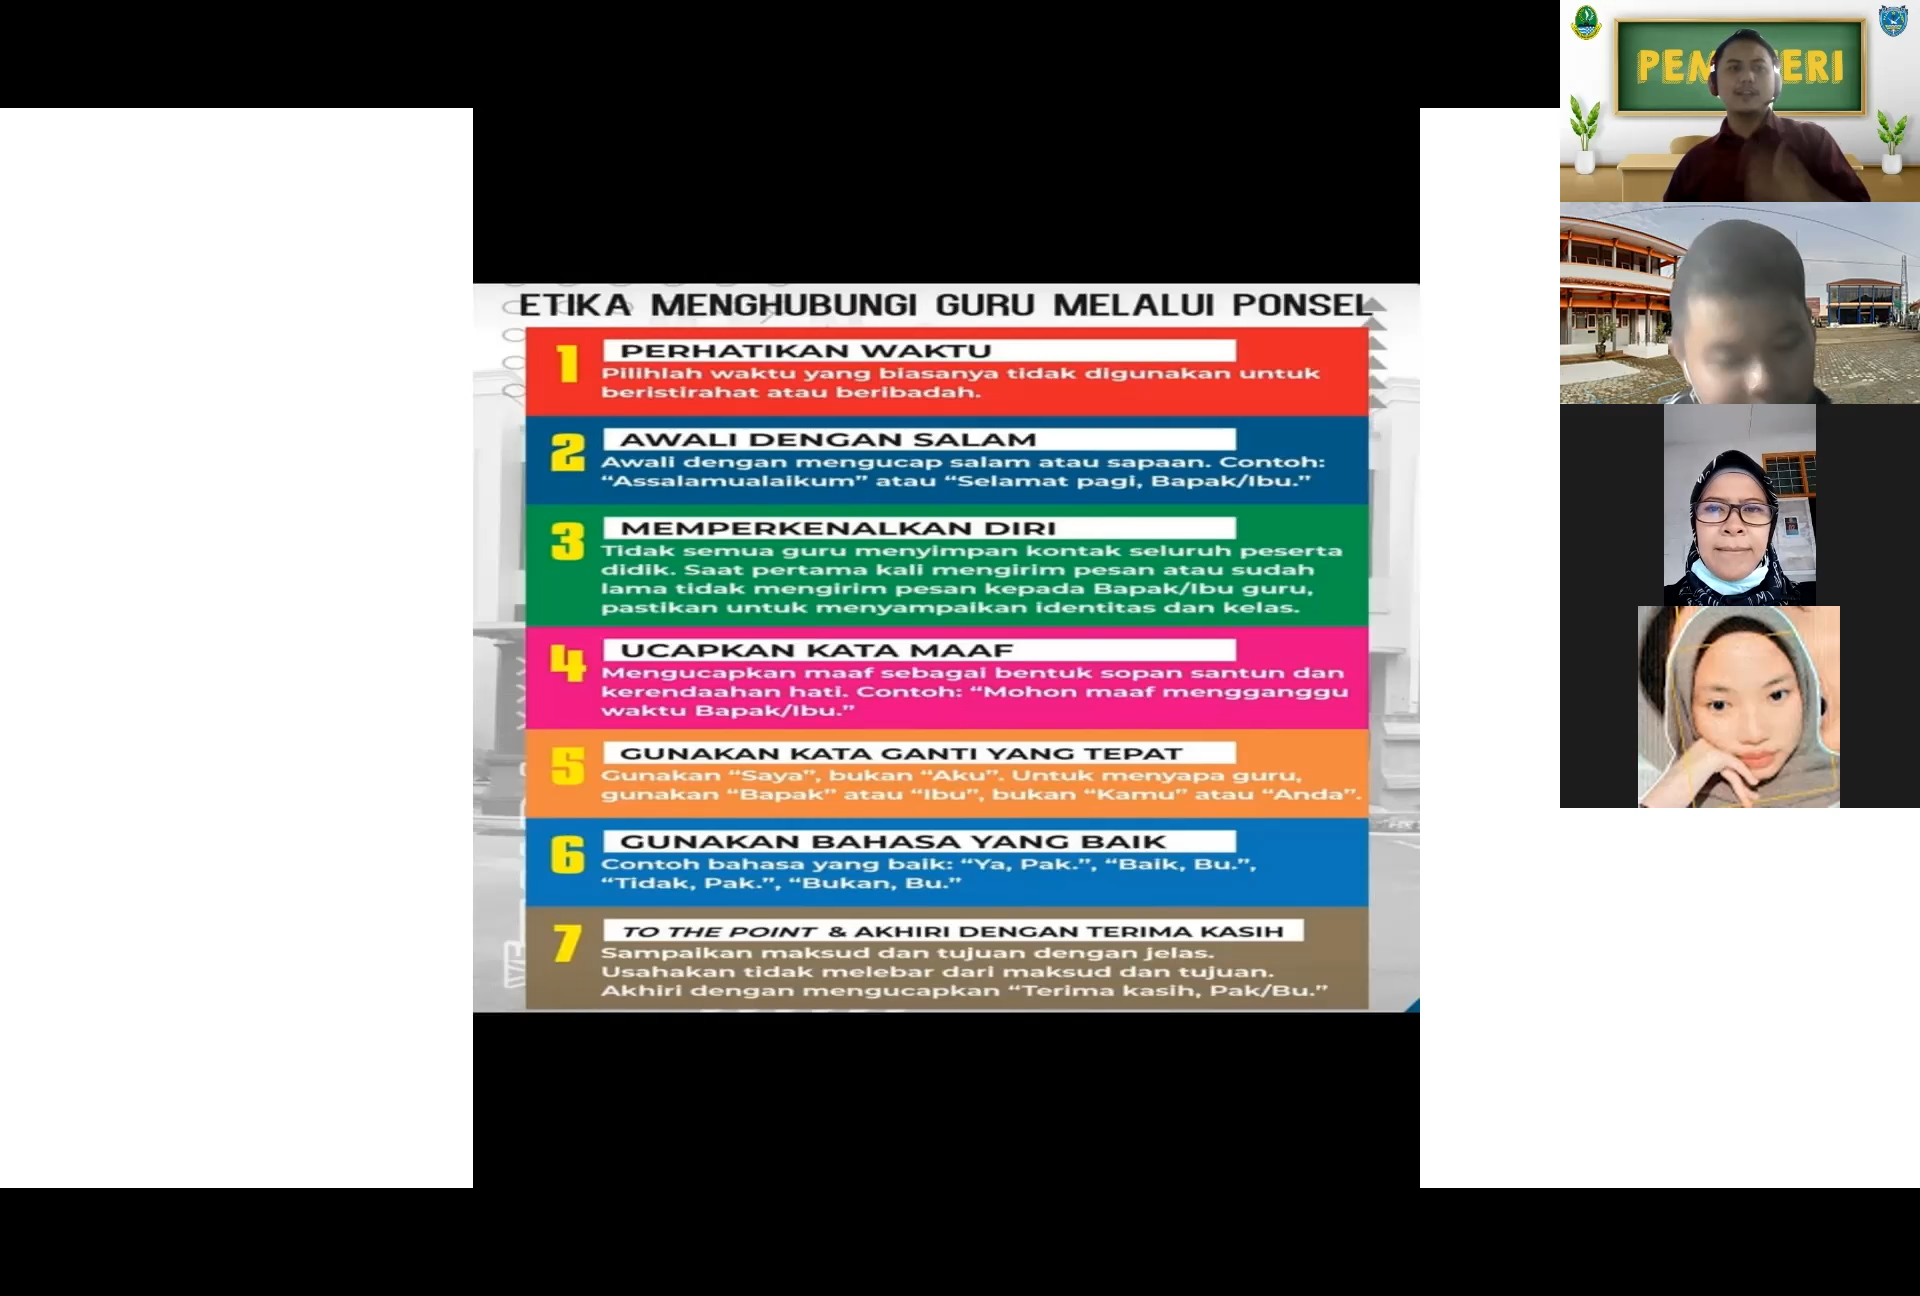 ETIKA MENGHUBUNGI GURU MELALUI PONSEL
1 PERHATIKAN WAKTU
Pilihlah waktu yang biasanya tidak digunakan untuk
beristirahat atau beribadah.
2 AWALI DENGAN SALAM
Awali dengan mengucap salam atau sapaan. Contoh:
“Assalamualaikum” atau “Selamat pagi, Bapak/Ibu.”
3 MEMPERKENALKAN DIRI
Tidak semua guru menyimpan kontak seluruh peserta
didik. Saat pertama kali mengirim pesan atau sudah
lama tidak mengirim pesan kepada Bapak/Ibu guru,
pastikan untuk menyampaikan identitas dan kelas.
4 UCAPKAN KATA MAAF
Mengucapkan maaf sebagai bentuk sopan santun dan
kerendaahan hati. Contoh: “Mohon maaf mengganggu
waktu Bapak/Ibu.”
5 GUNAKAN KATA GANTI YANG TEPAT
Gunakan “Saya”, bukan “Aku”. Untuk menyapa guru,
gunakan “Bapak” atau “Ibu”, bukan “Kamu” atau “Anda”.
6 GUNAKAN BAHASA YANG BAIK
Contoh bahasa yang baik: “Ya, Pak.”, “Baik, Bu.”,
“Tidak, Pak.”, “Bukan, Bu.”
7 TO THE POINT & AKHIRI DENGAN TERIMA KASIH
Sampaikan maksud dan tujuan dengan jelas.
Usahakan tidak melebar dari maksud dan tujuan.
Akhiri dengan mengucapkan “Terima kasih, Pak/Bu.”